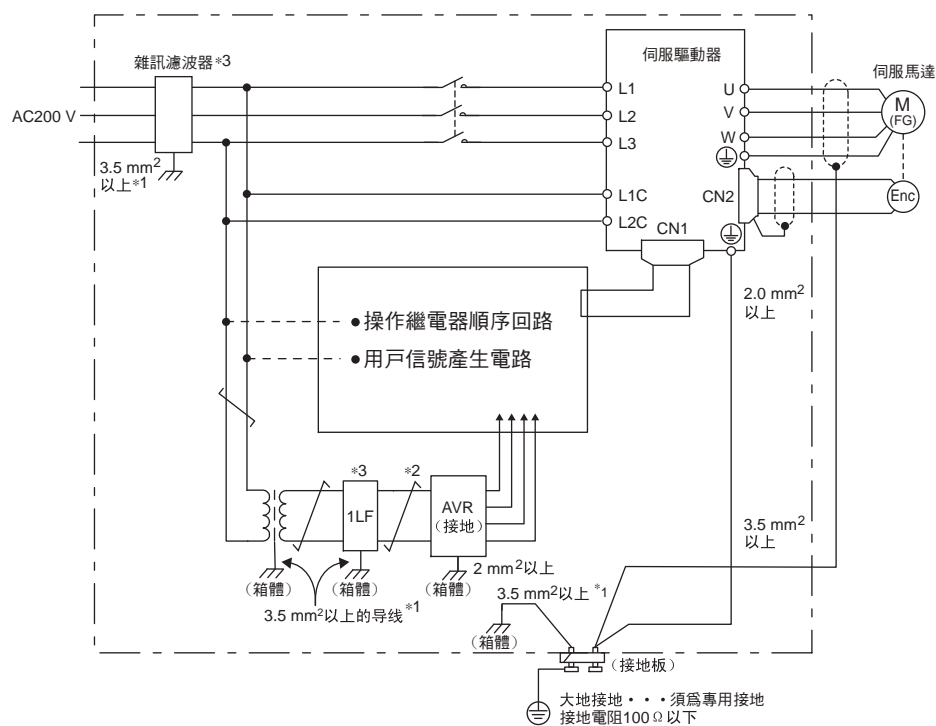 雜訊濾波器*3
伺服驅動器
伺服馬達
AC200 V
3.5 mm2
以上*1
L1
L2
L3
L1C
L2C
U
V
W
M
(FG)
CN2
Enc
CN1
2.0 mm2
以上
●操作繼電器順序回路
●用戸信號產生電路
*3
*2
1LF
AVR
（接地）
3.5 mm2
以上
2 mm2以上
（箱體）
（箱體）
（箱體）
3.5 mm2以上的导线*1
3.5 mm2以上*1
（箱體）
（接地板）
大地接地・・・須爲專用接地
接地電阻100 Ω 以下